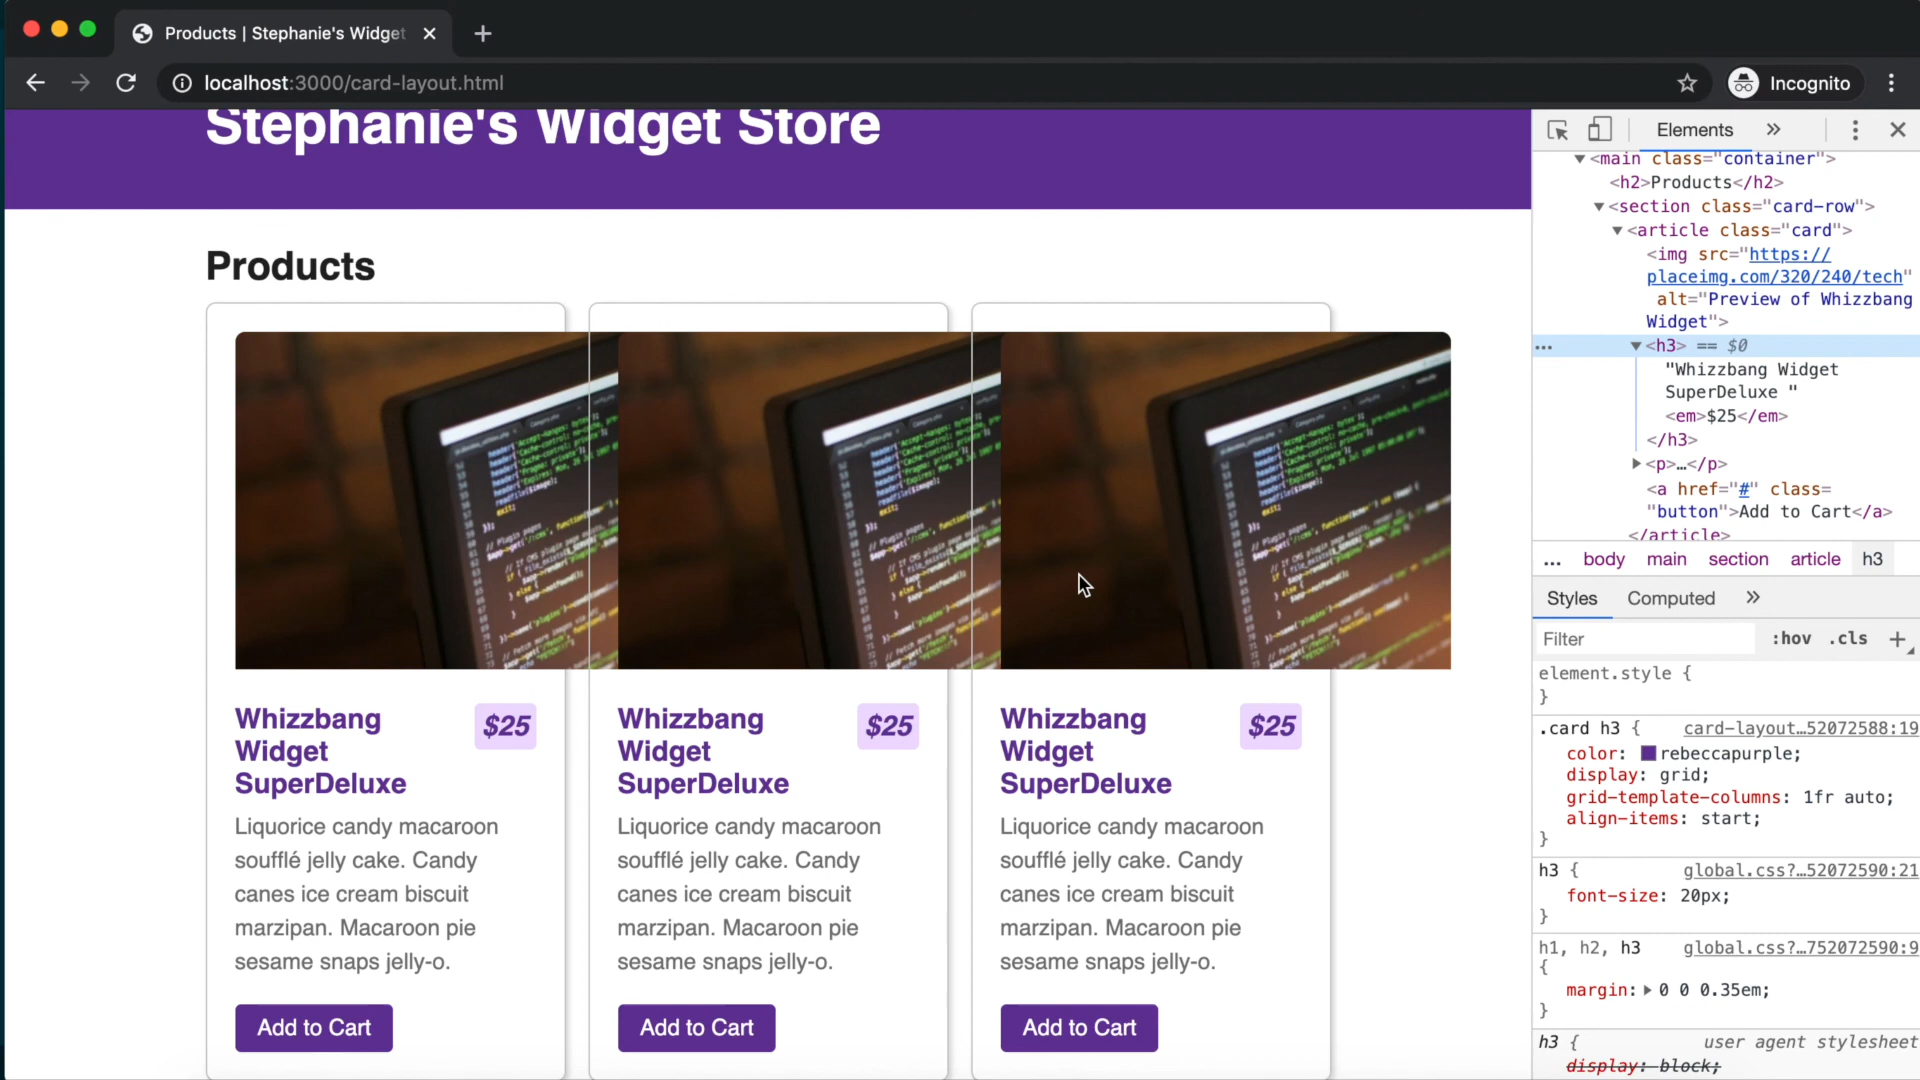 Products | Stephanie's Widget
localhost:3000/card-layout.html
Incognito
Stephanie's Widget Store
Products
Whizzbang
Widget
SuperDeluxe
$25
Liquorice candy macaroon
soufflé jelly cake. Candy
canes ice cream biscuit
marzipan. Macaroon pie
sesame snaps jelly-o.
Add to Cart
Whizzbang
Widget
SuperDeluxe
$25
Liquorice candy macaroon
soufflé jelly cake. Candy
canes ice cream biscuit
marzipan. Macaroon pie
sesame snaps jelly-o.
Add to Cart
Whizzbang
Widget
SuperDeluxe
$25
Liquorice candy macaroon
soufflé jelly cake. Candy
canes ice cream biscuit
marzipan. Macaroon pie
sesame snaps jelly-o.
Add to Cart
Elements
<main class="container">
<h2>Products</h2>
<section class="card-row">
<article class="card">
<img src="https://
placeimg.com/320/240/tech"
alt="Preview of Whizzbang
Widget">
... <h3> == $0
"Whizzbang Widget
SuperDeluxe "
<em>$25</em>
</h3>
<p>…</p>
<a href="#" class=
"button">Add to Cart</a>
</article>
... body main section article h3
Styles Computed
Filter :hov .cls +
element.style {
}
.card h3 { card-layout…52072588:19
color: rebeccapurple;
display: grid;
grid-template-columns: 1fr auto;
align-items: start;
}
h3 { global.css?…52072590:21
font-size: 20px;
}
h1, h2, h3 global.css?…752072590:9
{
margin: 0 0 0.35em;
}
h3 { user agent stylesheet
display: block;